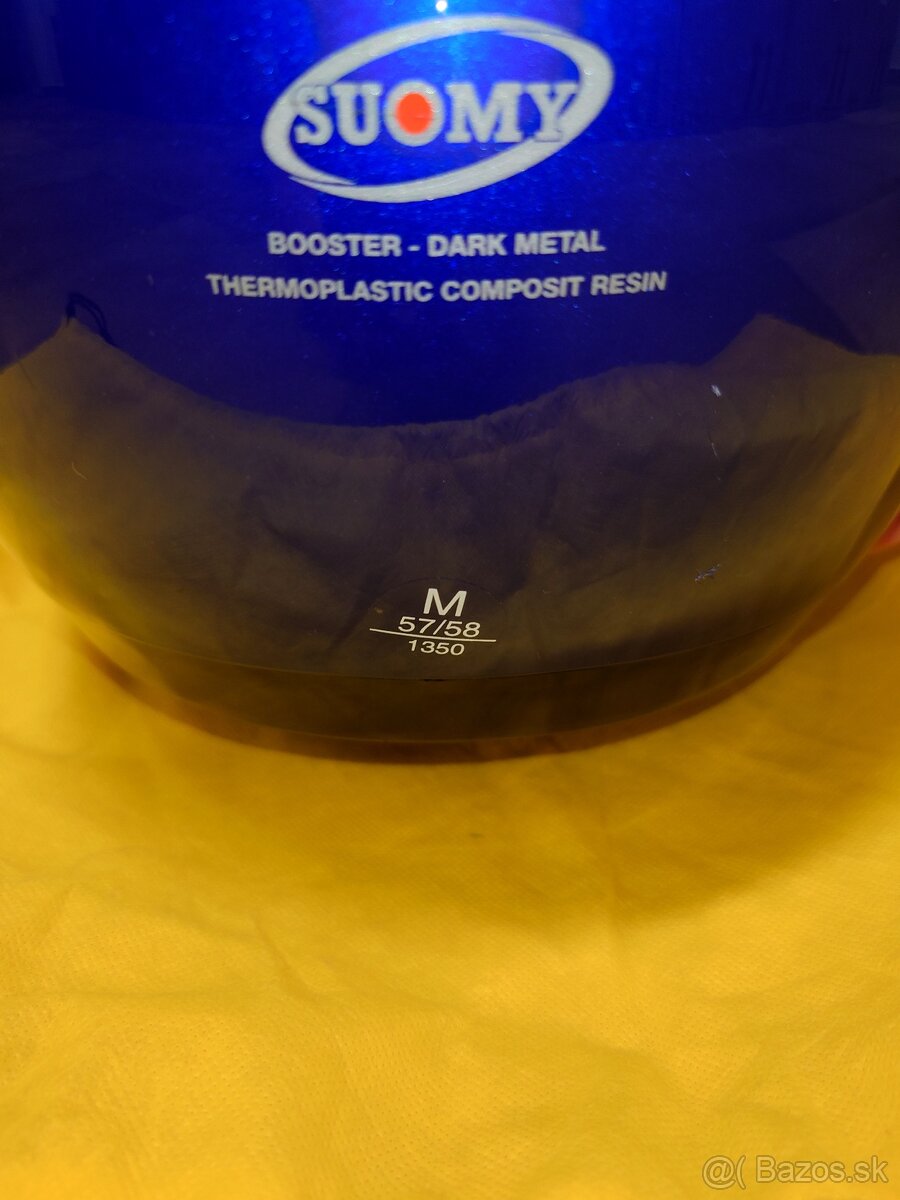 SUOMY
BOOSTER - DARK METAL
THERMOPLASTIC COMPOSIT RESIN
M
57/58
1350
@( Bazos.sk